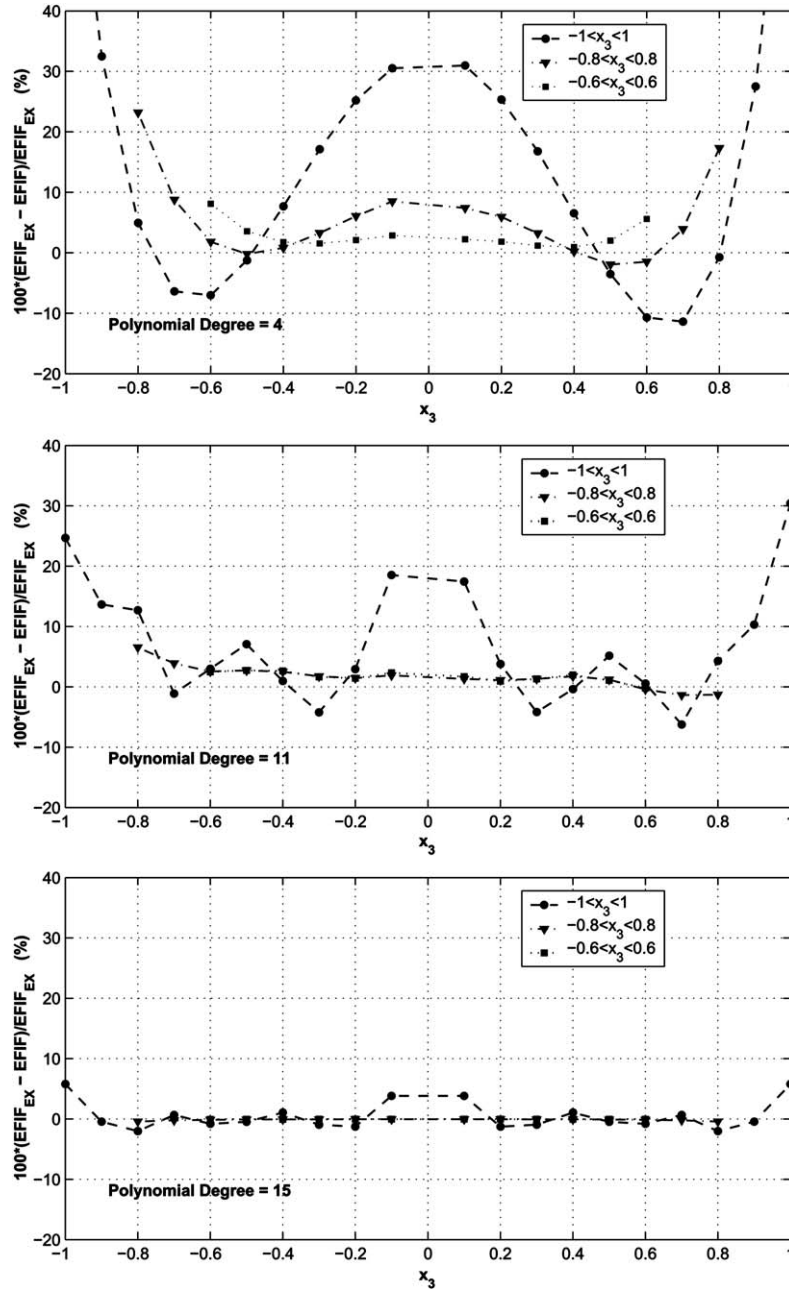 40
30
20
10
0
−10
−20
100*(EFIF_EX − EFIF)/EFIF_EX (%)
−1<x_3<1
−0.8<x_3<0.8
−0.6<x_3<0.6
Polynomial Degree = 4
−1 −0.8 −0.6 −0.4 −0.2 0 0.2 0.4 0.6 0.8 1
x_3
40
30
20
10
0
−10
−20
100*(EFIF_EX − EFIF)/EFIF_EX (%)
−1<x_3<1
−0.8<x_3<0.8
−0.6<x_3<0.6
Polynomial Degree = 11
−1 −0.8 −0.6 −0.4 −0.2 0 0.2 0.4 0.6 0.8 1
x_3
40
30
20
10
0
−10
−20
100*(EFIF_EX − EFIF)/EFIF_EX (%)
−1<x_3<1
−0.8<x_3<0.8
−0.6<x_3<0.6
Polynomial Degree = 15
−1 −0.8 −0.6 −0.4 −0.2 0 0.2 0.4 0.6 0.8 1
x_3